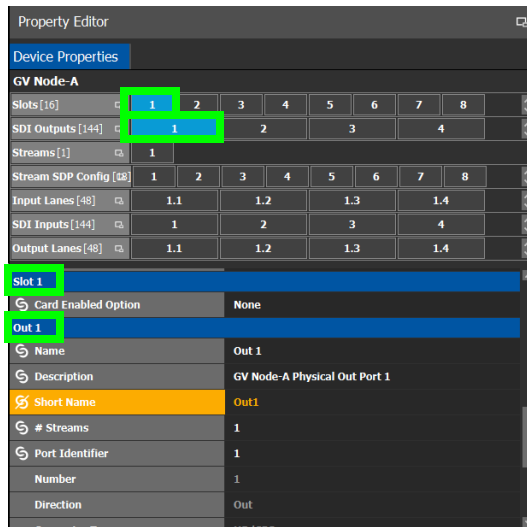 Property Editor
Device Properties
GV Node-A
Slots [16] 1 2 3 4 5 6 7 8
SDI Outputs [144] 1 2 3 4
Streams [1] 1
Stream SDP Config [48] 1 2 3 4 5 6 7 8
Input Lanes [48] 1.1 1.2 1.3 1.4
SDI Inputs [144] 1 2 3 4
Output Lanes [48] 1.1 1.2 1.3 1.4
Slot 1
Card Enabled Option None
Out 1
Name Out 1
Description GV Node-A Physical Out Port 1
Short Name Out1
# Streams 1
Port Identifier 1
Number 1
Direction Out